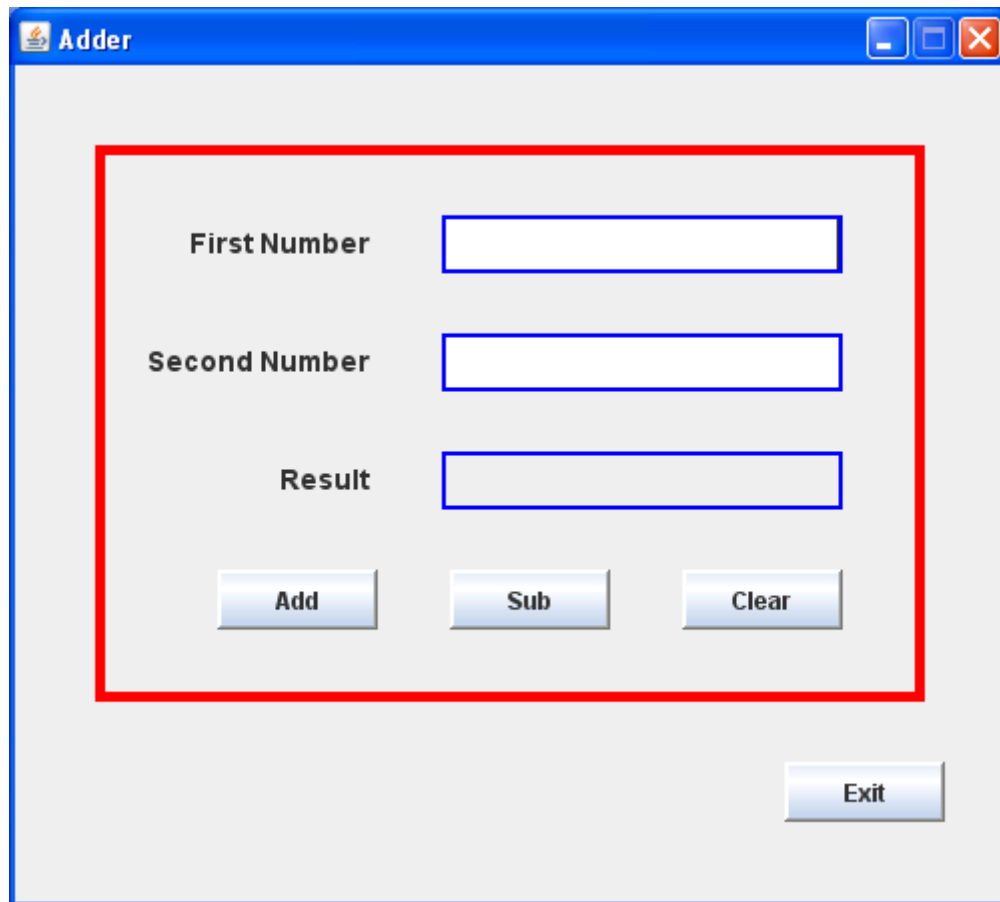 Adder
First Number
Second Number
Result
Add Sub Clear
Exit